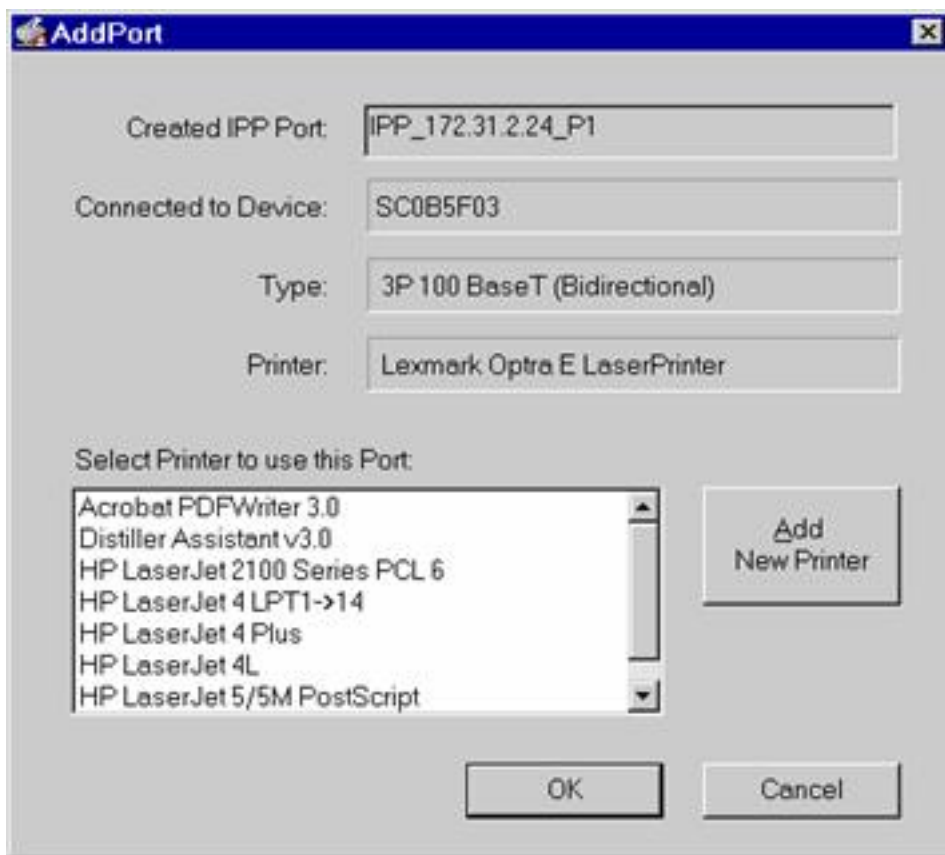 AddPort
Created IPP Port: IPP_172.31.2.24_P1
Connected to Device: SC0B5F03
Type: 3P 100 BaseT (Bidirectional)
Printer: Lexmark Optra E LaserPrinter
Select Printer to use this Port:
Acrobat PDFWriter 3.0
Distiller Assistant v3.0
HP LaserJet 2100 Series PCL 6
HP LaserJet 4 LPT1->14
HP LaserJet 4 Plus
HP LaserJet 4L
HP LaserJet 5/5M PostScript
Add
New Printer
OK
Cancel